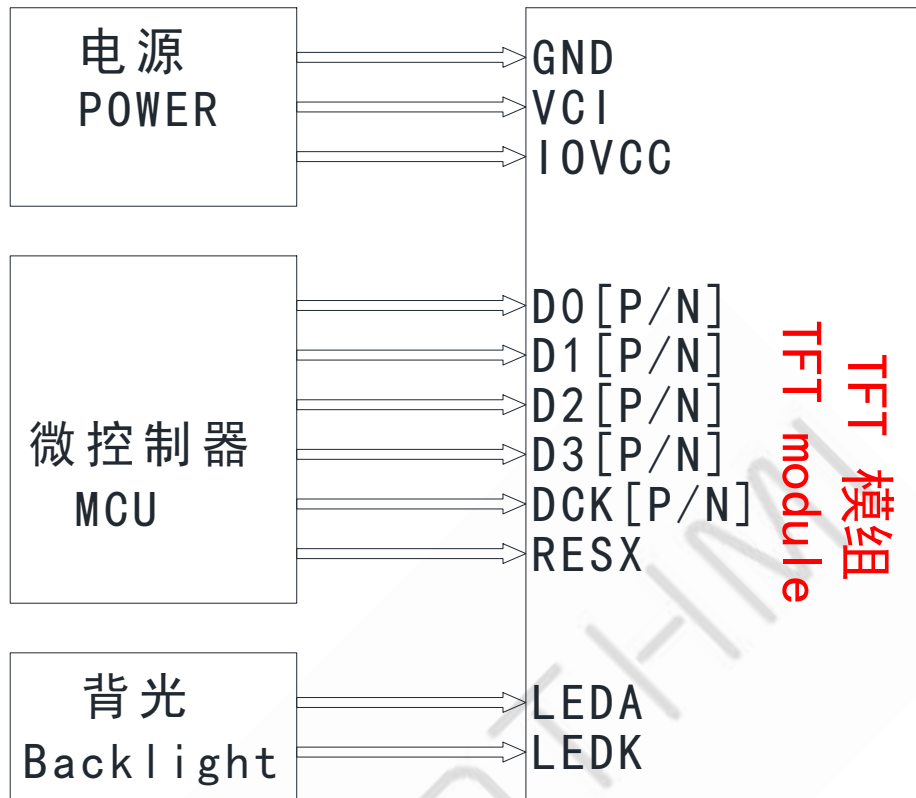 电源
POWER
GND
VCI
IOVCC
微控制器
MCU
D0[P/N]
D1[P/N]
D2[P/N]
D3[P/N]
DCK[P/N]
RESX
TFT 模组
TFT module
背光
Backlight
LEDA
LEDK